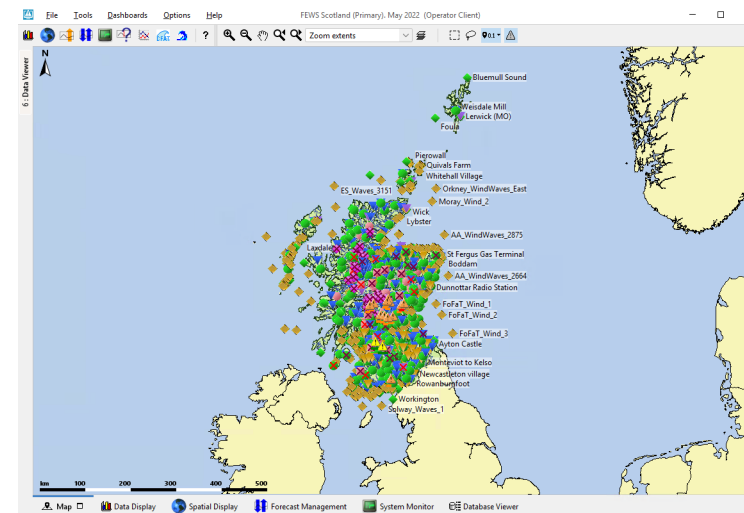 FEWS Scotland (Primary). May 2022 (Operator Client)
File Tools Dashboards Options Help
EFAS ? Zoom extents 0.1
6 : Data Viewer
N
Bluemull Sound
Weisdale Mill
Lerwick (MO)
Foula
Pierowall
Quivals Farm
Whitehall Village
ES_Waves_3151
Orkney_WindWaves_East
Moray_Wind_2
Wick
Lybster
AA_WindWaves_2875
Laxdale
St Fergus Gas Terminal
Boddam
AA_WindWaves_2664
Dunnottar Radio Station
FoFaT_Wind_1
FoFaT_Wind_2
FoFaT_Wind_3
Ayton Castle
Monteviot to Kelso
Newcastleton village
Rowanburnfoot
Workington
Solway_Waves_1
km 100 200 300 400 500
Map Data Display Spatial Display Forecast Management System Monitor Database Viewer